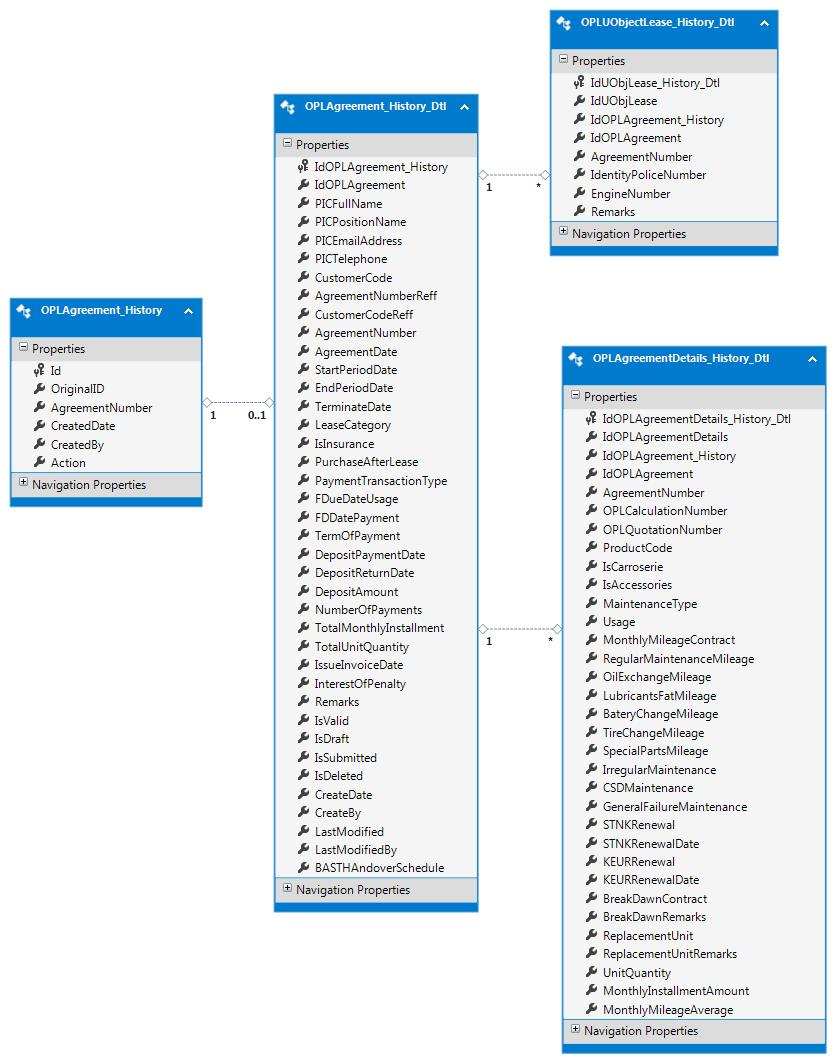 OPLUObjectLease_History_Dtl
Properties
IdUObjLease_History_Dtl
IdUObjLease
IdOPLAgreement_History
IdOPLAgreement
AgreementNumber
IdentityPoliceNumber
EngineNumber
Remarks
Navigation Properties
OPLAgreement_History_Dtl
Properties
IdOPLAgreement_History
IdOPLAgreement
PICFullName
PICPositionName
PICEmailAddress
PICTelephone
CustomerCode
AgreementNumberReff
CustomerCodeReff
AgreementNumber
AgreementDate
StartPeriodDate
EndPeriodDate
TerminateDate
LeaseCategory
IsInsurance
PurchaseAfterLease
PaymentTransactionType
FDueDateUsage
FDDatePayment
TermOfPayment
DepositPaymentDate
DepositReturnDate
DepositAmount
NumberOfPayments
TotalMonthlyInstallment
TotalUnitQuantity
IssueInvoiceDate
InterestOfPenalty
Remarks
IsValid
IsDraft
IsSubmitted
IsDeleted
CreateDate
CreateBy
LastModified
LastModifiedBy
BASTHAndoverSchedule
Navigation Properties
1 *
OPLAgreement_History
Properties
Id
OriginalID
AgreementNumber
CreatedDate
CreatedBy
Action
Navigation Properties
1 0..1
OPLAgreementDetails_History_Dtl
Properties
IdOPLAgreementDetails_History_Dtl
IdOPLAgreementDetails
IdOPLAgreement_History
IdOPLAgreement
AgreementNumber
OPLCalculationNumber
OPLQuotationNumber
ProductCode
IsCarroserie
IsAccessories
MaintenanceType
Usage
MonthlyMileageContract
RegularMaintenanceMileage
OilExchangeMileage
LubricantsFatMileage
BateryChangeMileage
TireChangeMileage
SpecialPartsMileage
IrregularMaintenance
CSDMaintenance
GeneralFailureMaintenance
STNKRenewal
STNKRenewalDate
KEURRenewal
KEURRenewalDate
BreakDawnContract
BreakDawnRemarks
ReplacementUnit
ReplacementUnitRemarks
UnitQuantity
MonthlyInstallmentAmount
MonthlyMileageAverage
Navigation Properties
1 *